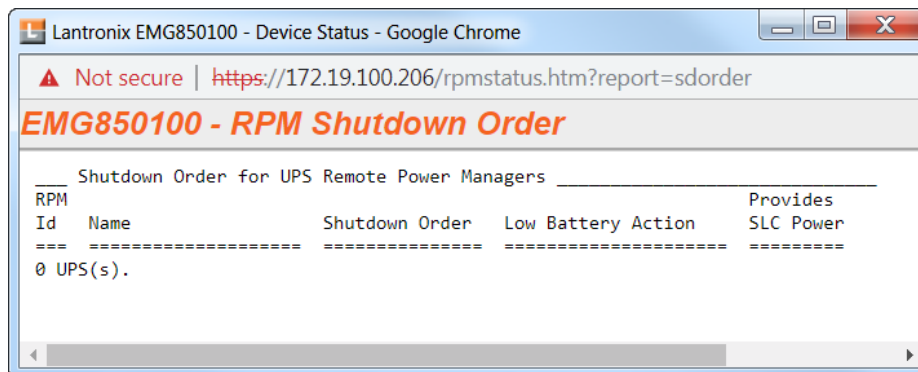 Lantronix EMG850100 - Device Status - Google Chrome
Not secure | https://172.19.100.206/rpmstatus.htm?report=sdorder
EMG850100 - RPM Shutdown Order
___ Shutdown Order for UPS Remote Power Managers ______________________________
RPM Provides
Id Name Shutdown Order Low Battery Action SLC Power
=== ==================== =============== ===================== =========
0 UPS(s).